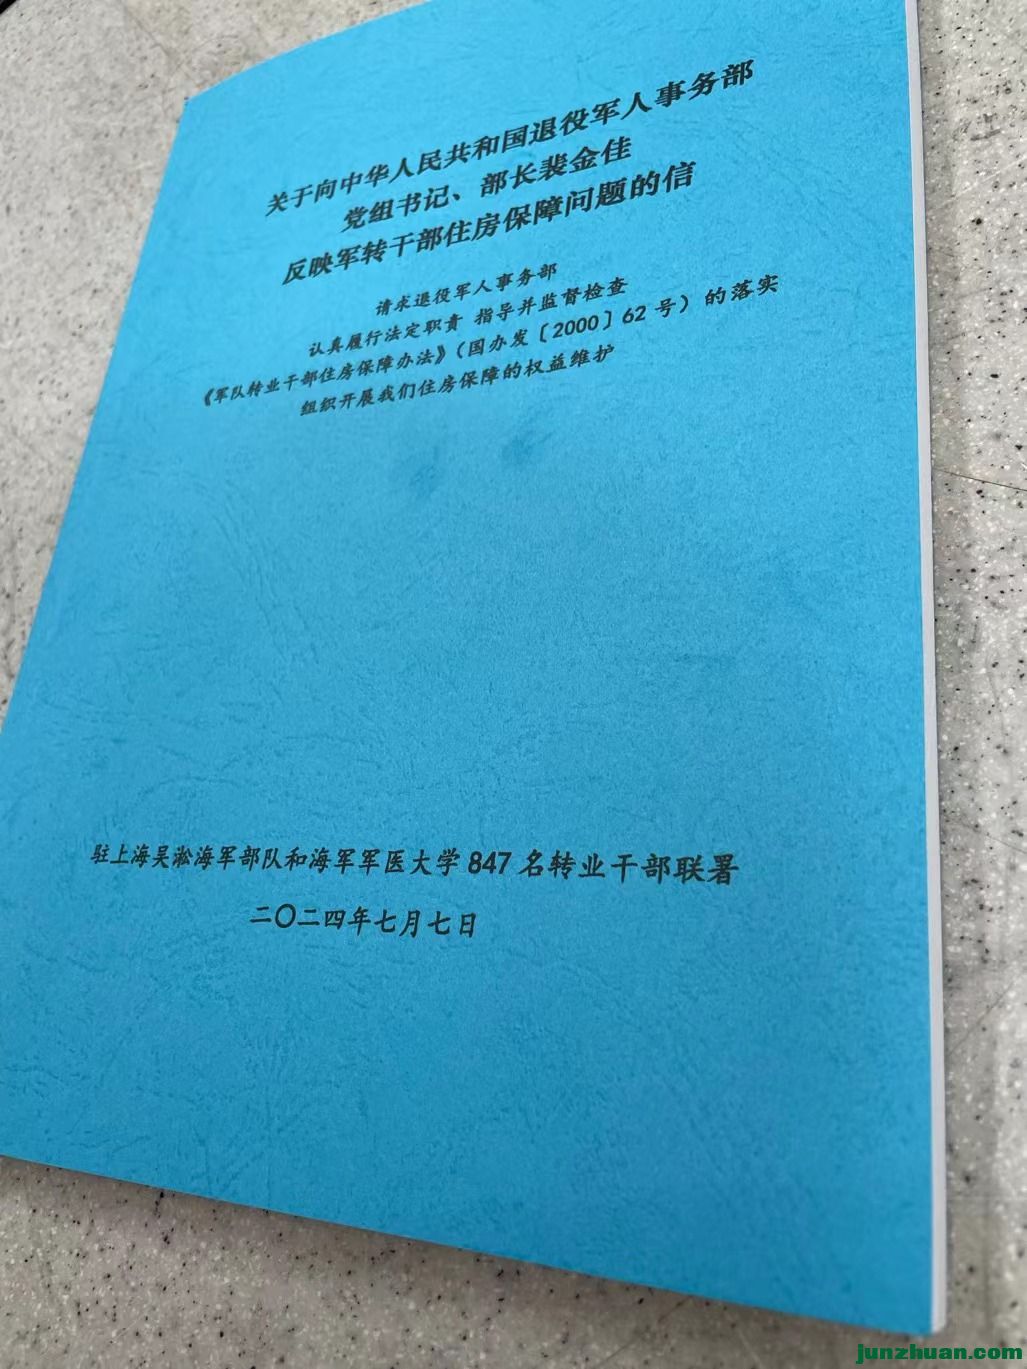 关于向中华人民共和国退役军人事务部
党组书记、部长裴金佳
反映军转干部住房保障问题的信
请求退役军人事务部
认真履行法定职责 指导并监督检查
《军队转业干部住房保障办法》（国办发〔2000〕62号）的落实
组织开展我们住房保障的权益维护
驻上海吴淞海军部队和海军军医大学847名转业干部联署
二〇二四年七月七日
junzhuan.com